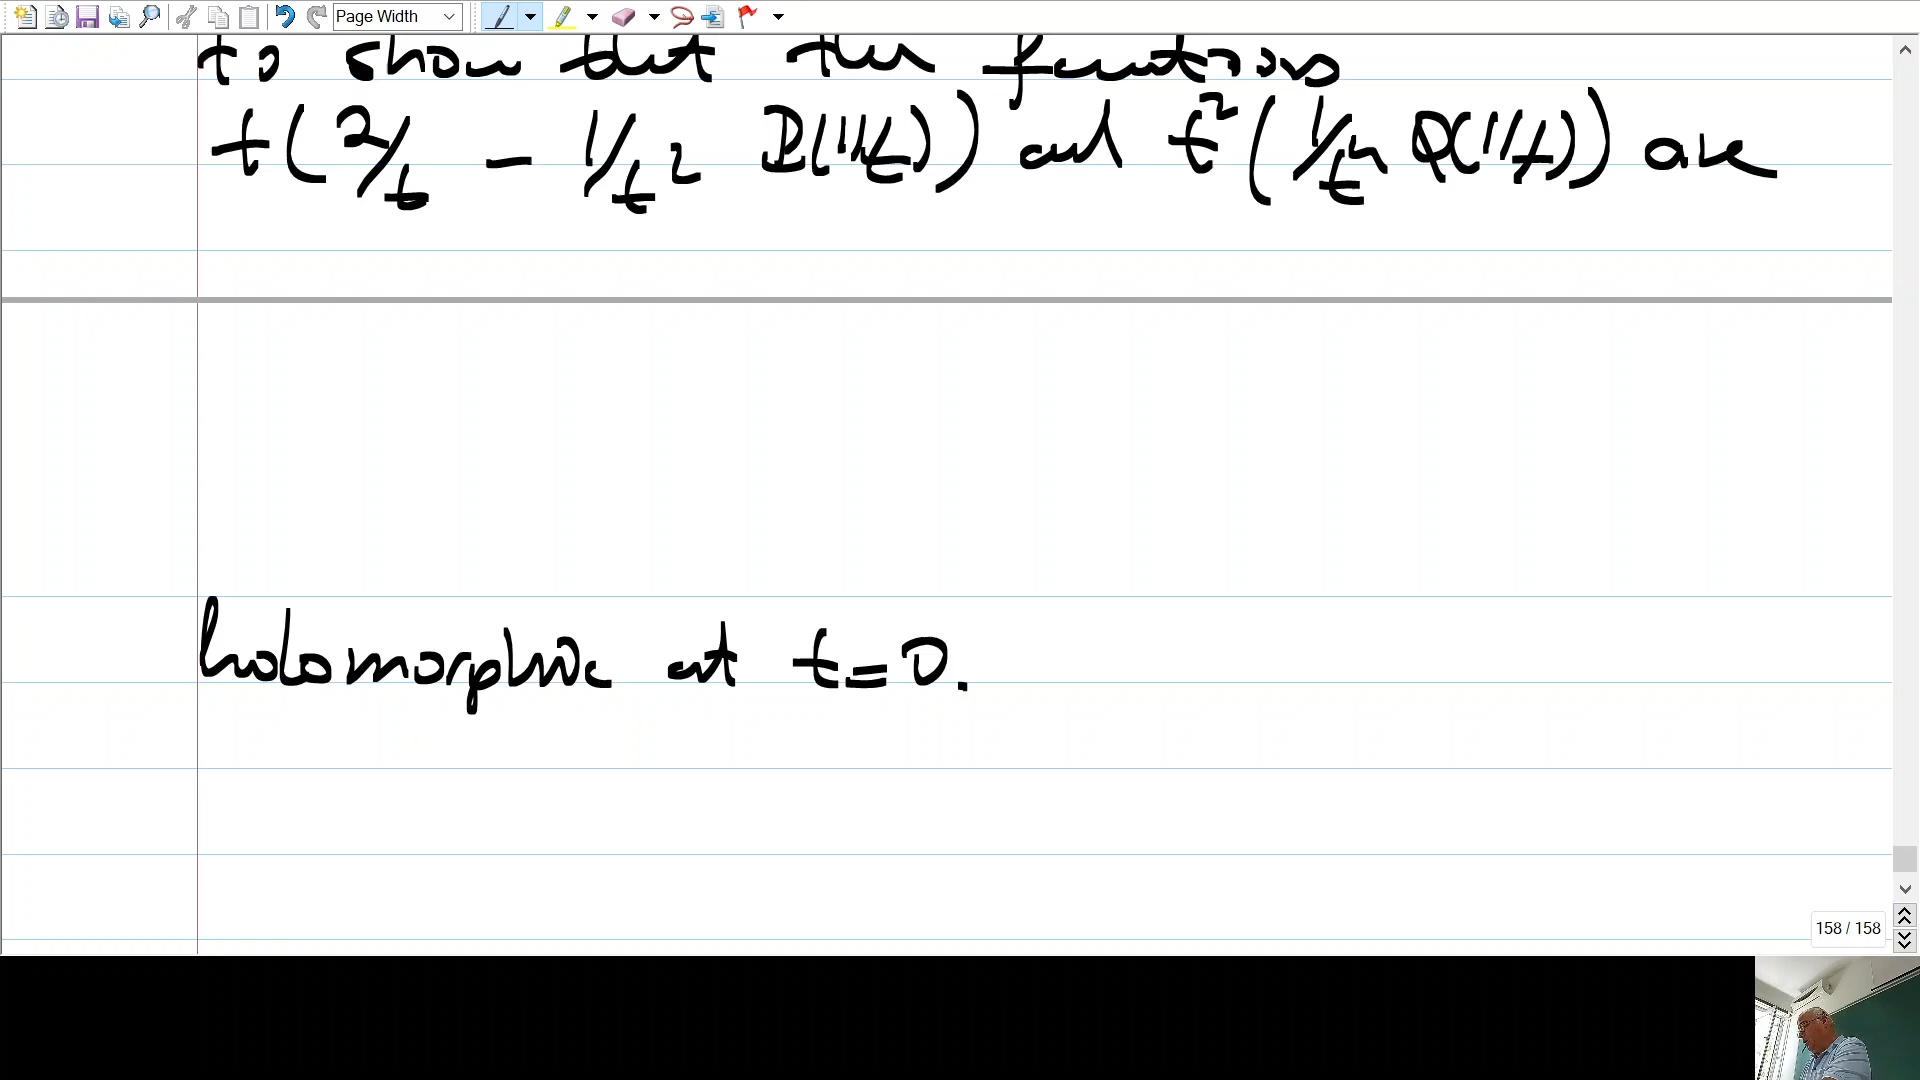 Page Width
to show that the functions
t(2/t - 1/t² P(1/t)) and t²(1/t⁴ Q(1/t)) are
holomorphic at t=0.
158 / 158